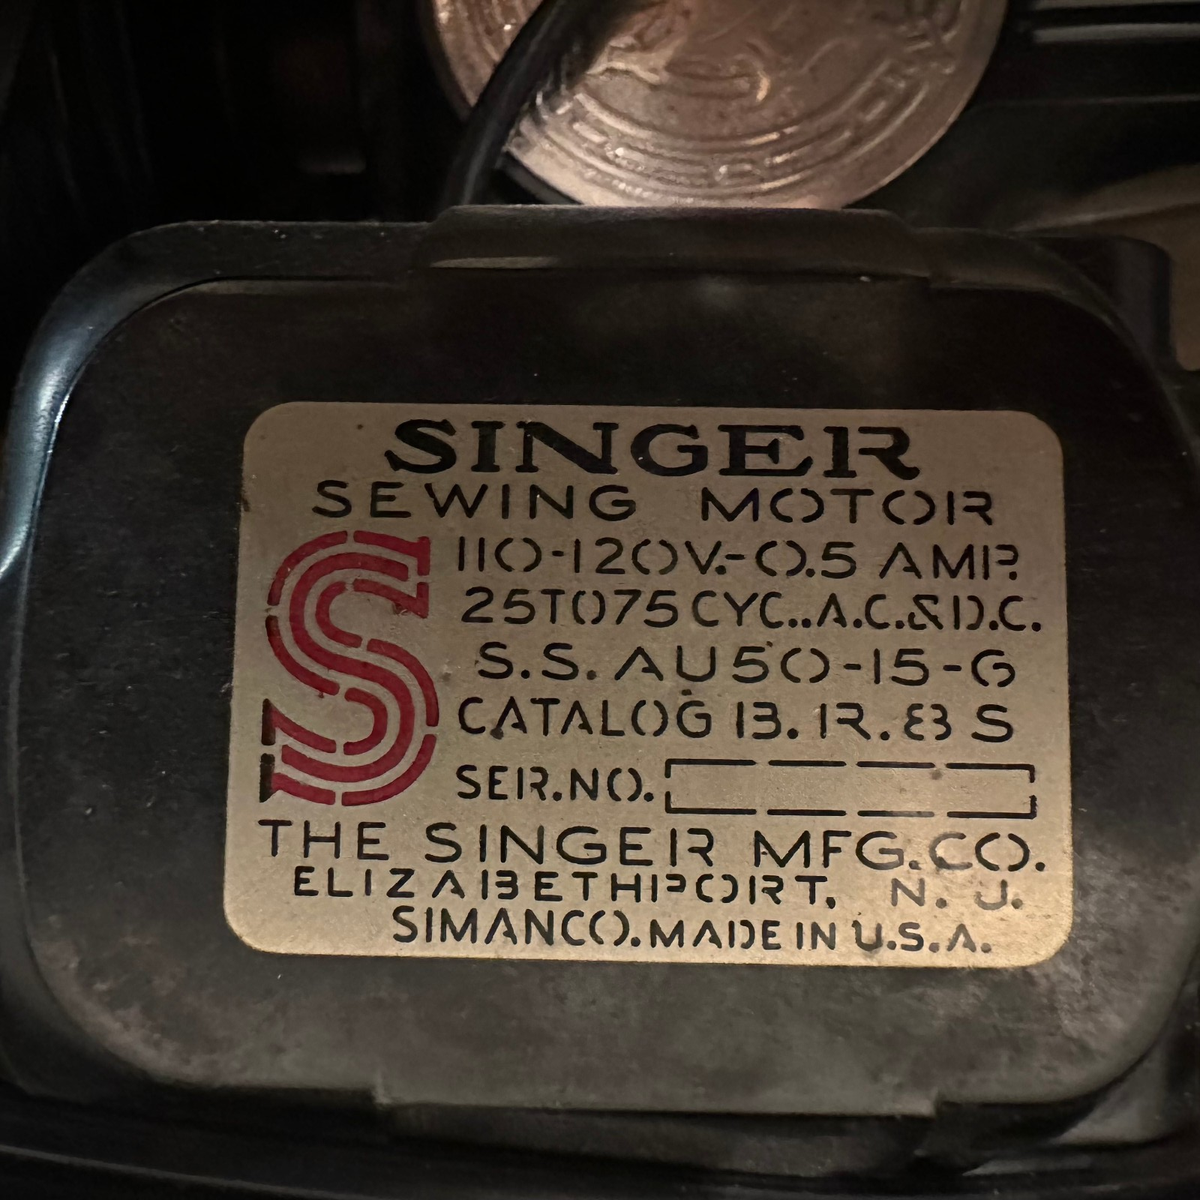 SINGER
SEWING MOTOR
110-120V.-0.5 AMP.
25TO75 CYC..A.C.&D.C.
S.S. AU50-15-G
CATALOG B.R.8 S
SER.NO.
THE SINGER MFG.CO.
ELIZABETHPORT, N. J.
SIMANCO.MADE IN U.S.A.
S